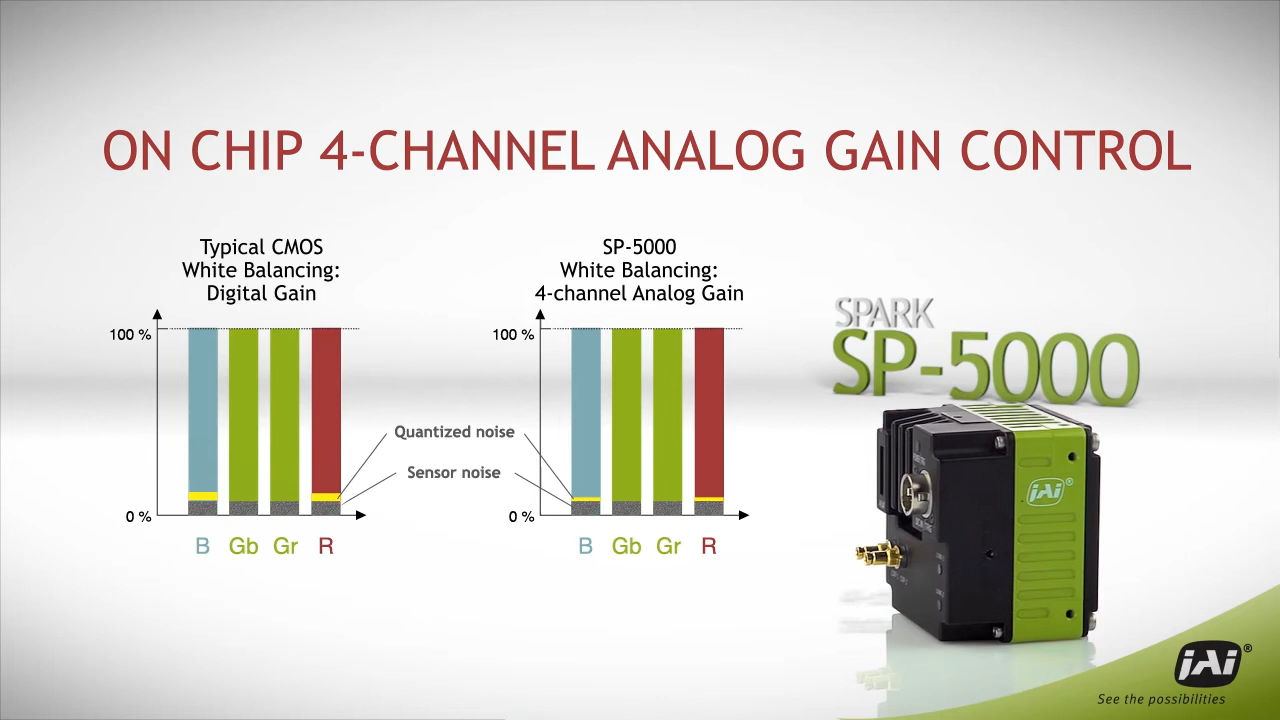 ON CHIP 4-CHANNEL ANALOG GAIN CONTROL
Typical CMOS
White Balancing:
Digital Gain
100 %
0 %
B Gb Gr R
Quantized noise
Sensor noise
SP-5000
White Balancing:
4-channel Analog Gain
100 %
0 %
B Gb Gr R
SPARK
SP-5000
JAi®
JAi®
See the possibilities